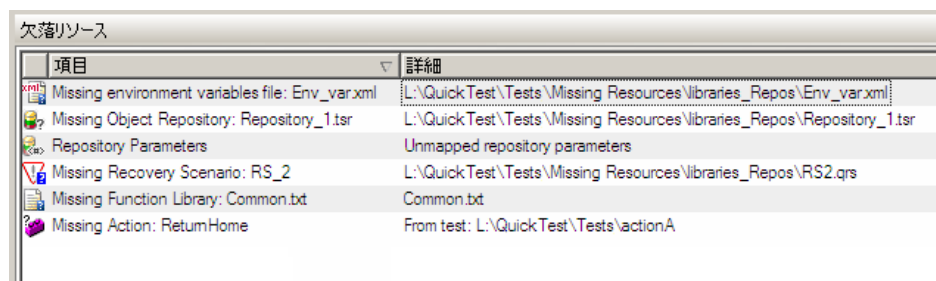 欠落リソース
項目 詳細
Missing environment variables file: Env_var.xml L:\QuickTest\Tests\Missing Resources\libraries_Repos\Env_var.xml
Missing Object Repository: Repository_1.tsr L:\QuickTest\Tests\Missing Resources\libraries_Repos\Repository_1.tsr
Repository Parameters Unmapped repository parameters
Missing Recovery Scenario: RS_2 L:\QuickTest\Tests\Missing Resources\libraries_Repos\RS2.qrs
Missing Function Library: Common.txt Common.txt
Missing Action: ReturnHome From test: L:\QuickTest\Tests\actionA